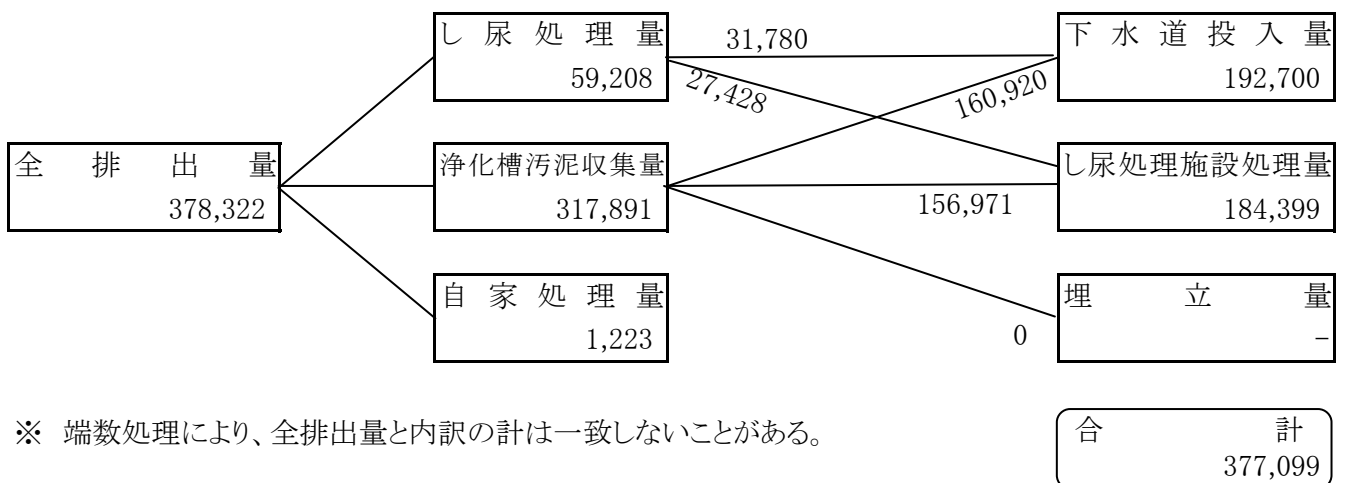 し尿処理量
59,208
31,780
27,428
下水道投入量
192,700
160,920
全排出量
378,322
浄化槽汚泥収集量
317,891
156,971
し尿処理施設処理量
184,399
自家処理量
1,223
0
埋立量
－
※ 端数処理により、全排出量と内訳の計は一致しないことがある。
合計
377,099